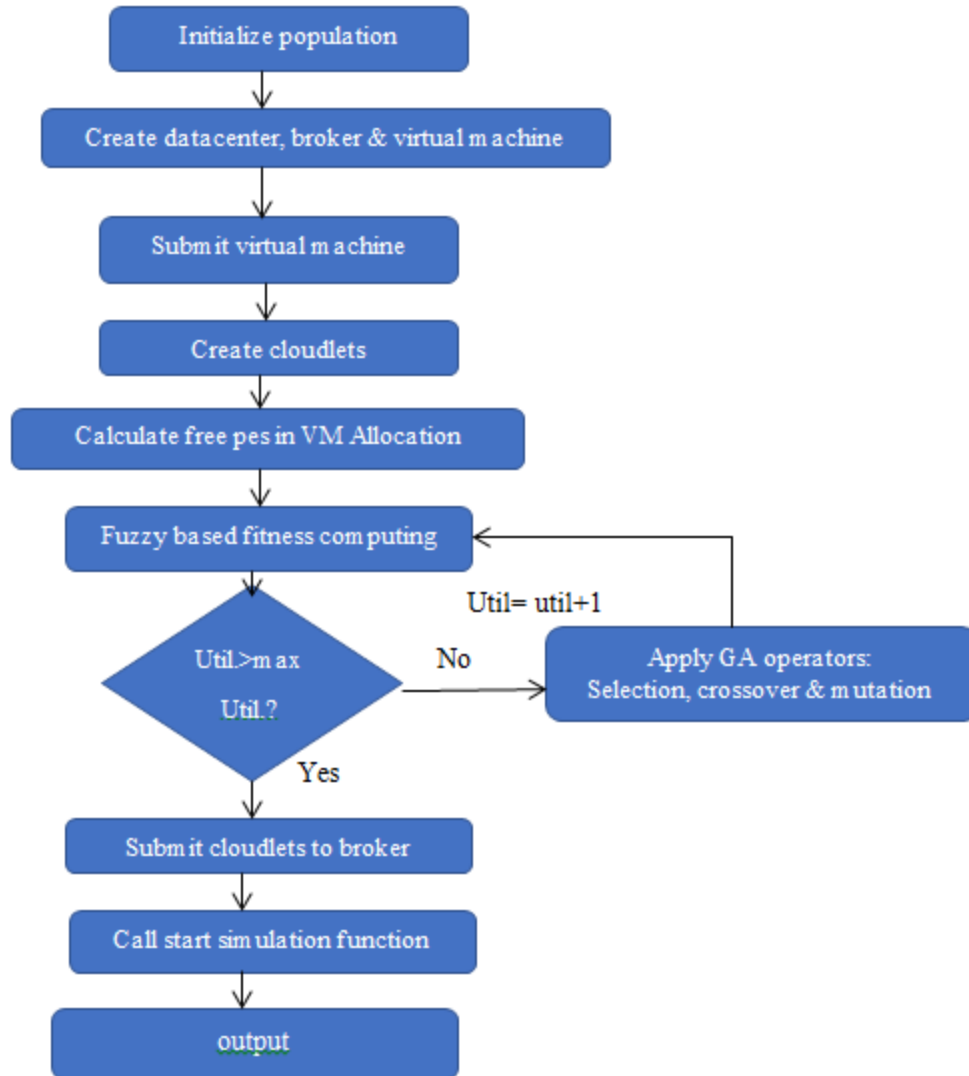 Initialize population
Create datacenter, broker & virtual machine
Submit virtual machine
Create cloudlets
Calculate free pes in VM Allocation
Fuzzy based fitness computing
Util= util+1
Util.>max
Util.?
No
Apply GA operators:
Selection, crossover & mutation
Yes
Submit cloudlets to broker
Call start simulation function
output